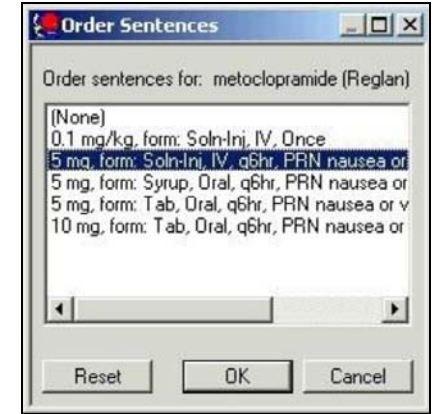 Order Sentences
Order sentences for: metoclopramide (Reglan)
(None)
0.1 mg/kg, form: Soln-Inj, IV, Once
5 mg, form: Soln-Inj, IV, q6hr, PRN nausea or
5 mg, form: Syrup, Oral, q6hr, PRN nausea or
5 mg, form: Tab, Oral, q6hr, PRN nausea or v
10 mg, form: Tab, Oral, q6hr, PRN nausea or
Reset OK Cancel